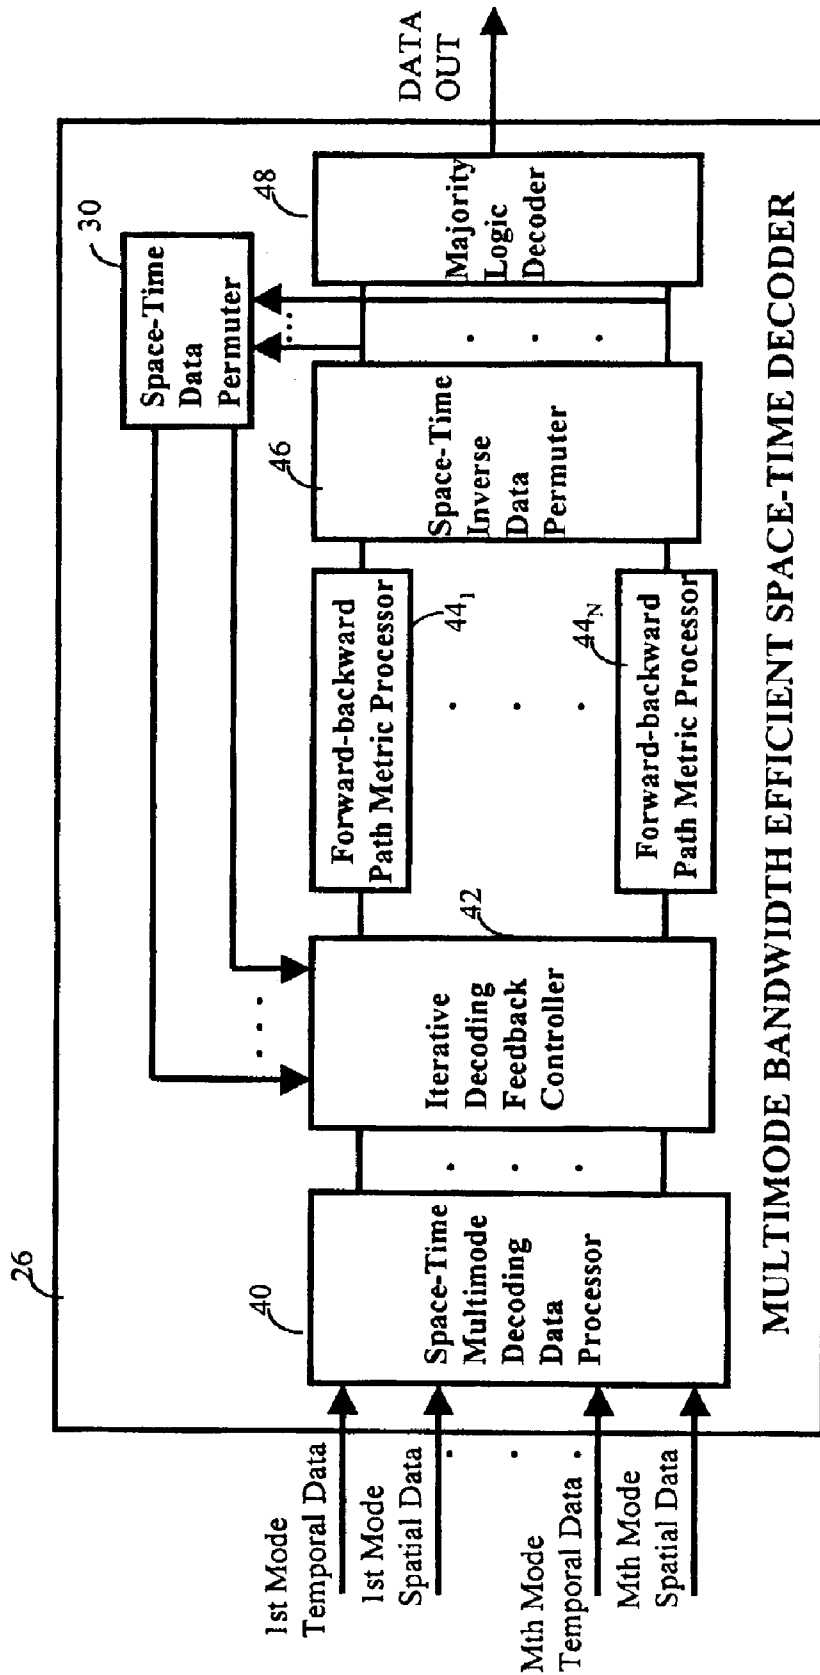 26
1st Mode
Temporal Data
1st Mode
Spatial Data
Mth Mode
Temporal Data
Mth Mode
Spatial Data
40
Space-Time
Multimode
Decoding
Data
Processor
42
Iterative
Decoding
Feedback
Controller
Forward-backward
Path Metric Processor
44₁
44ₙ
Forward-backward
Path Metric Processor
46
Space-Time
Inverse
Data
Permuter
30
Space-Time
Data
Permuter
48
Majority
Logic
Decoder
DATA
OUT
MULTIMODE BANDWIDTH EFFICIENT SPACE-TIME DECODER